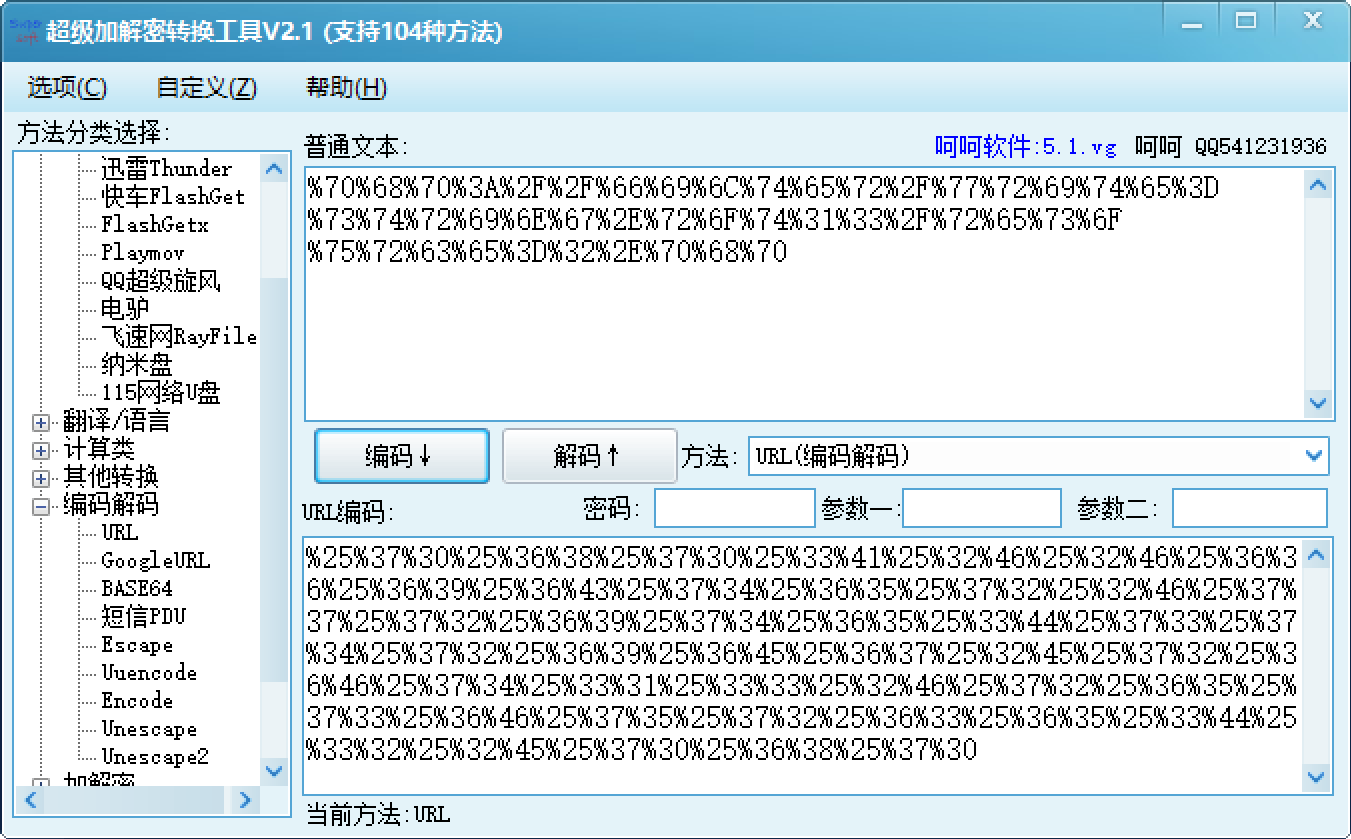 超级加解密转换工具V2.1 (支持104种方法)
选项(C) 自定义(Z) 帮助(H)
方法分类选择:
迅雷Thunder
快车FlashGet
FlashGetx
Playmov
QQ超级旋风
电驴
飞速网RayFile
纳米盘
115网络U盘
翻译/语言
计算类
其他转换
编码解码
URL
GoogleURL
BASE64
短信PDU
Escape
Uuencode
Encode
Unescape
Unescape2
加解密
普通文本: 呵呵软件:5.1.vg 呵呵 QQ541231936
%70%68%70%3A%2F%2F%66%69%6C%74%65%72%2F%77%72%69%74%65%3D
%73%74%72%69%6E%67%2E%72%6F%74%31%33%2F%72%65%73%6F
%75%72%63%65%3D%32%2E%70%68%70
编码↓ 解码↑ 方法: URL(编码解码)
URL编码: 密码: 参数一: 参数二:
%25%37%30%25%36%38%25%37%30%25%33%41%25%32%46%25%32%46%25%36%3
6%25%36%39%25%36%43%25%37%34%25%36%35%25%37%32%25%32%46%25%37%
37%25%37%32%25%36%39%25%37%34%25%36%35%25%33%44%25%37%33%25%37
%34%25%37%32%25%36%39%25%36%45%25%36%37%25%32%45%25%37%32%25%3
6%46%25%37%34%25%33%31%25%33%33%25%32%46%25%37%32%25%36%35%25%
37%33%25%36%46%25%37%35%25%37%32%25%36%33%25%36%35%25%33%44%25
%33%32%25%32%45%25%37%30%25%36%38%25%37%30
当前方法:URL